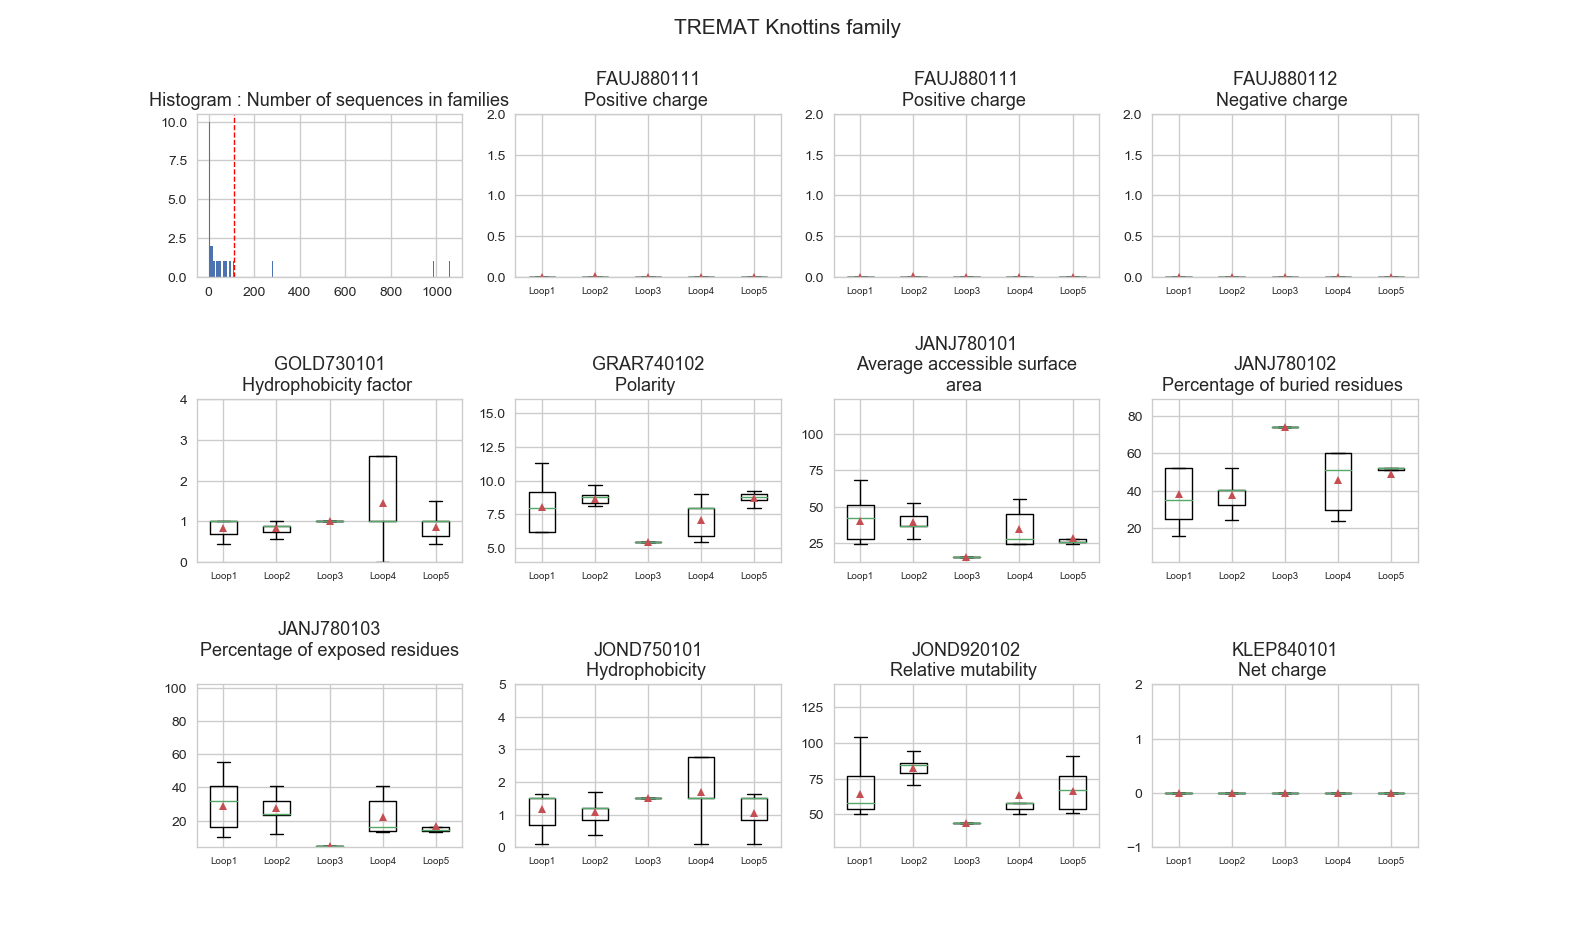 TREMAT Knottins family
Histogram : Number of sequences in families
10.0
7.5
5.0
2.5
0.0
0 200 400 600 800 1000
FAUJ880111
Positive charge
2.0
1.5
1.0
0.5
0.0
Loop1 Loop2 Loop3 Loop4 Loop5
FAUJ880111
Positive charge
2.0
1.5
1.0
0.5
0.0
Loop1 Loop2 Loop3 Loop4 Loop5
FAUJ880112
Negative charge
2.0
1.5
1.0
0.5
0.0
Loop1 Loop2 Loop3 Loop4 Loop5
GOLD730101
Hydrophobicity factor
4
3
2
1
0
Loop1 Loop2 Loop3 Loop4 Loop5
GRAR740102
Polarity
15.0
12.5
10.0
7.5
5.0
Loop1 Loop2 Loop3 Loop4 Loop5
JANJ780101
Average accessible surface
area
100
75
50
25
Loop1 Loop2 Loop3 Loop4 Loop5
JANJ780102
Percentage of buried residues
80
60
40
20
Loop1 Loop2 Loop3 Loop4 Loop5
JANJ780103
Percentage of exposed residues
100
80
60
40
20
Loop1 Loop2 Loop3 Loop4 Loop5
JOND750101
Hydrophobicity
5
4
3
2
1
0
Loop1 Loop2 Loop3 Loop4 Loop5
JOND920102
Relative mutability
125
100
75
50
Loop1 Loop2 Loop3 Loop4 Loop5
KLEP840101
Net charge
2
1
0
−1
Loop1 Loop2 Loop3 Loop4 Loop5